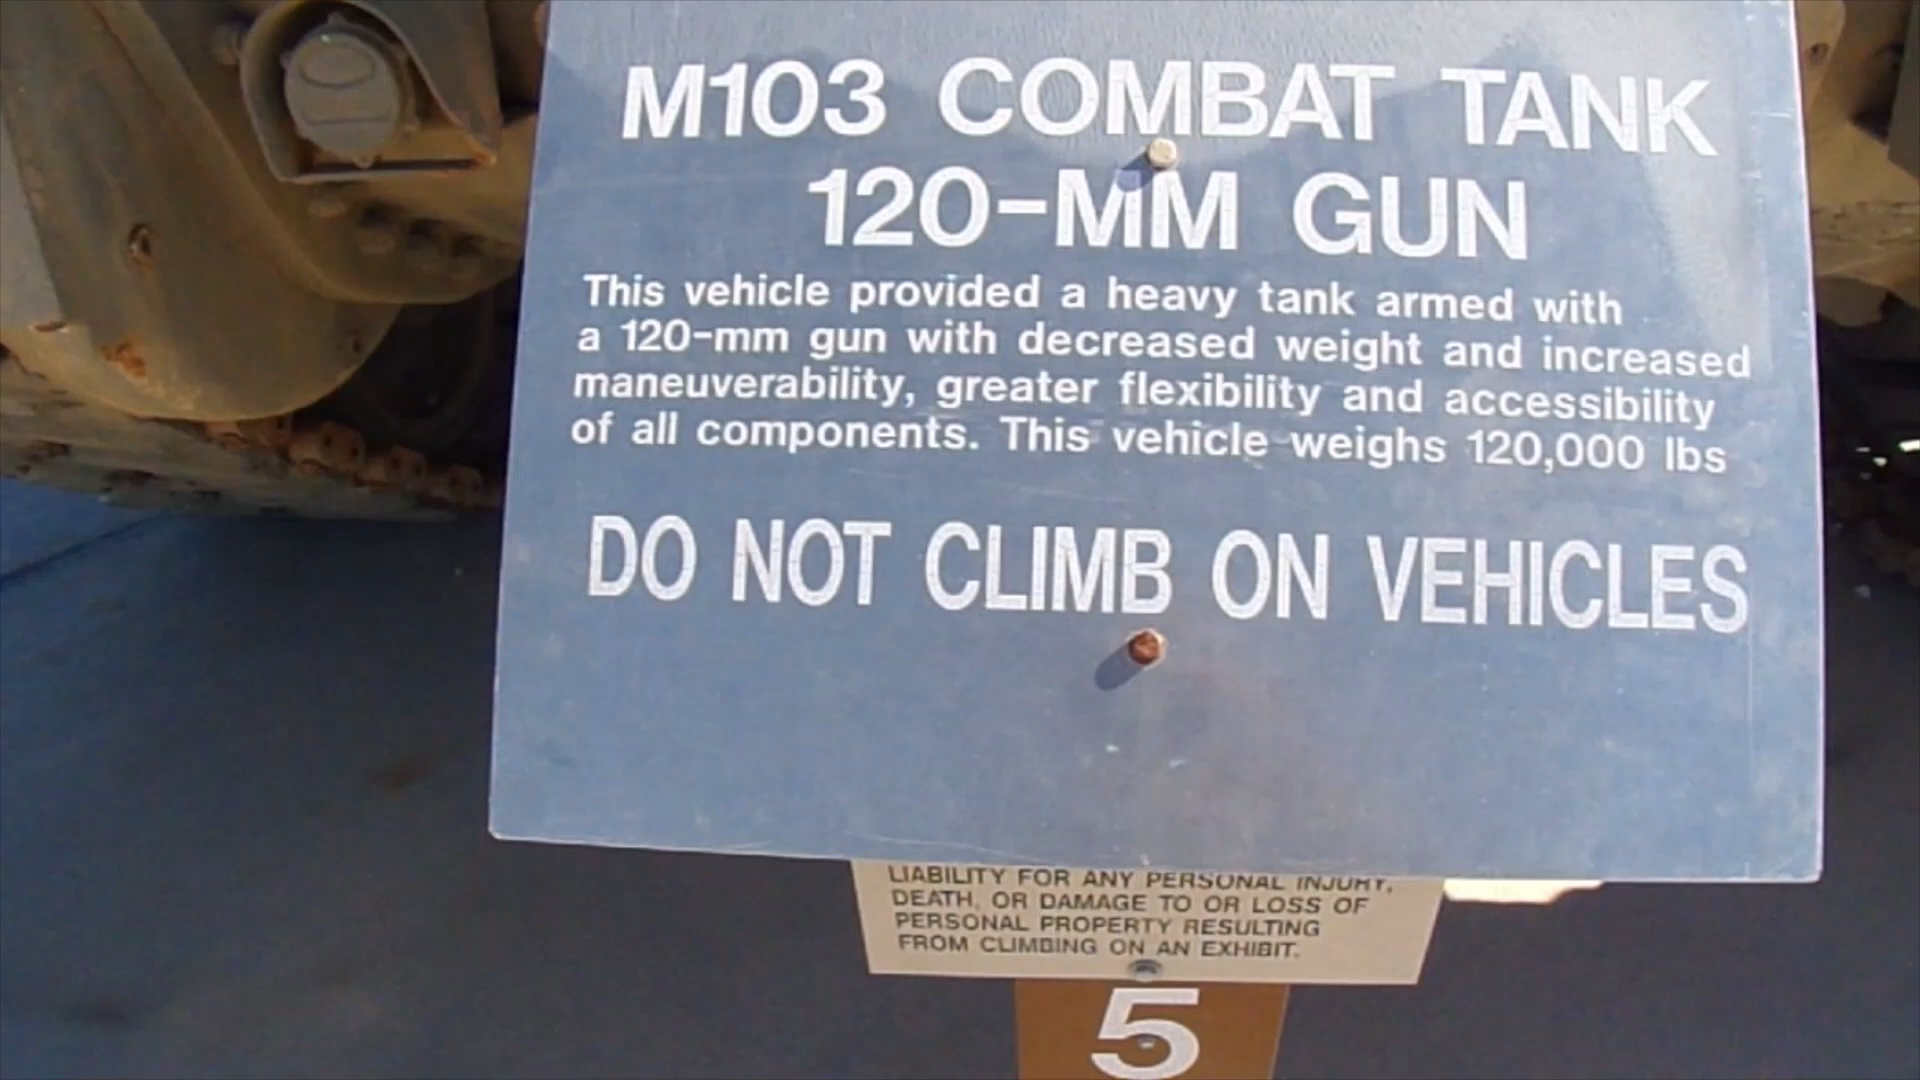 M103 COMBAT TANK
120-MM GUN
This vehicle provided a heavy tank armed with
a 120-mm gun with decreased weight and increased
maneuverability, greater flexibility and accessibility
of all components. This vehicle weighs 120,000 lbs
DO NOT CLIMB ON VEHICLES
LIABILITY FOR ANY PERSONAL INJURY,
DEATH, OR DAMAGE TO OR LOSS OF
PERSONAL PROPERTY RESULTING
FROM CLIMBING ON AN EXHIBIT.
5